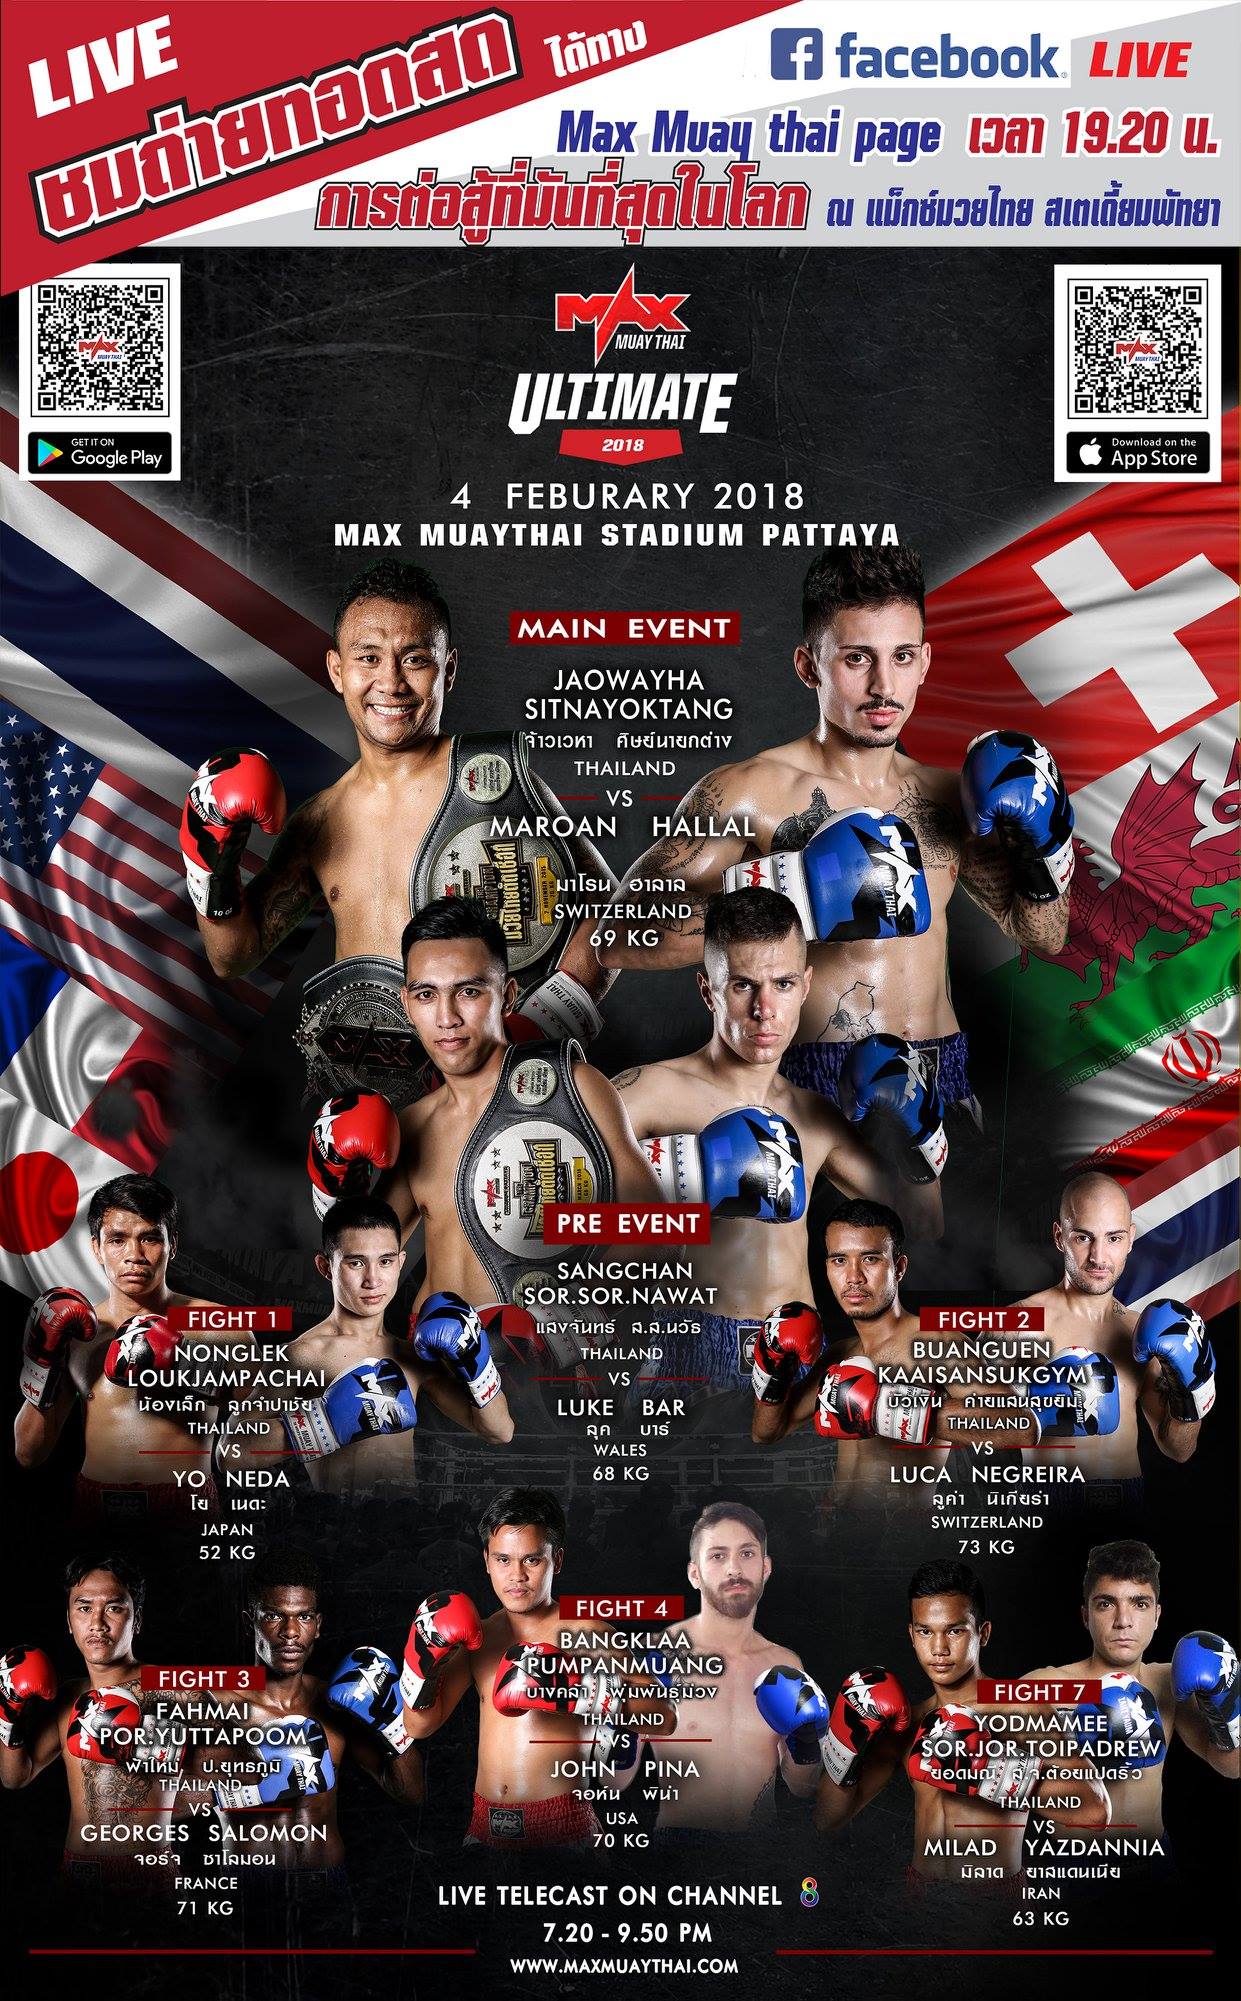 LIVE
ชมถ่ายทอดสด ได้ทาง
facebook LIVE
Max Muay thai page เวลา 19.20 น.
การต่อสู้ที่มันที่สุดในโลก ณ แม็กซ์มวยไทย สเตเดี้ยมพัทยา
MAX
MUAY THAI
GET IT ON
Google Play
MAX
MUAY THAI
ULTIMATE
2018
MAX
MUAY THAI
Download on the
App Store
4 FEBURARY 2018
MAX MUAYTHAI STADIUM PATTAYA
MAIN EVENT
JAOWAYHA
SITNAYOKTANG
จ้าวเวหา ศิษย์นายกต่าง
THAILAND
VS
MAROAN HALLAL
มาโรน ฮาลาล
SWITZERLAND
69 KG
PRE EVENT
SANGCHAN
SOR.SOR.NAWAT
แสงจันทร์ ส.ส.นวัธ
THAILAND
VS
LUKE BAR
ลุค บาร์
WALES
68 KG
FIGHT 1
NONGLEK
LOUKJAMPACHAI
น้องเล็ก ลูกจำปาชัย
THAILAND
VS
YO NEDA
โย เนดะ
JAPAN
52 KG
FIGHT 2
BUANGUEN
KAAISANSUKGYM
บัวเงิน ค่ายแสนสุขยิม
THAILAND
VS
LUCA NEGREIRA
ลูค่า นิเกียร่า
SWITZERLAND
73 KG
FIGHT 3
FAHMAI
POR.YUTTAPOOM
ฟ้าใหม่ ป.ยุทธภูมิ
THAILAND
VS
GEORGES SALOMON
จอร์จ ซาโลมอน
FRANCE
71 KG
FIGHT 4
BANGKLAA
PUMPANMUANG
บางคล้า พุ่มพันธุ์ม่วง
THAILAND
VS
JOHN PINA
จอห์น พิน่า
USA
70 KG
FIGHT 7
YODMAMEE
SOR.JOR.TOIPADREW
ยอดมณี ส.จ.ต้อยแปดริ้ว
THAILAND
VS
MILAD YAZDANNIA
มิลาด ยาสแดนเนีย
IRAN
63 KG
LIVE TELECAST ON CHANNEL 8
7.20 - 9.50 PM
WWW.MAXMUAYTHAI.COM